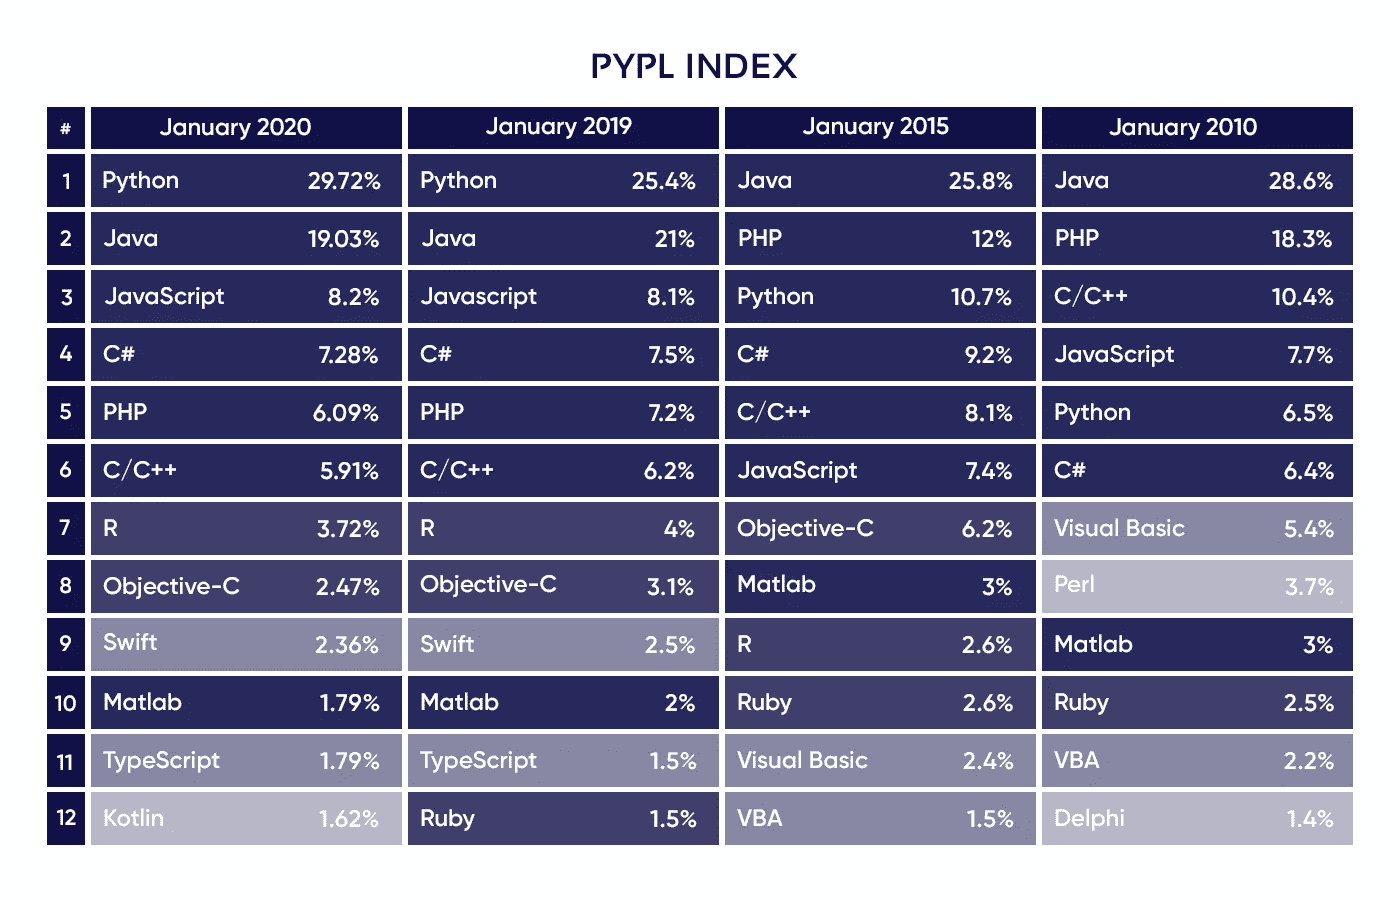 PYPL INDEX
# January 2020 January 2019 January 2015 January 2010
1 Python 29.72% Python 25.4% Java 25.8% Java 28.6%
2 Java 19.03% Java 21% PHP 12% PHP 18.3%
3 JavaScript 8.2% Javascript 8.1% Python 10.7% C/C++ 10.4%
4 C# 7.28% C# 7.5% C# 9.2% JavaScript 7.7%
5 PHP 6.09% PHP 7.2% C/C++ 8.1% Python 6.5%
6 C/C++ 5.91% C/C++ 6.2% JavaScript 7.4% C# 6.4%
7 R 3.72% R 4% Objective-C 6.2% Visual Basic 5.4%
8 Objective-C 2.47% Objective-C 3.1% Matlab 3% Perl 3.7%
9 Swift 2.36% Swift 2.5% R 2.6% Matlab 3%
10 Matlab 1.79% Matlab 2% Ruby 2.6% Ruby 2.5%
11 TypeScript 1.79% TypeScript 1.5% Visual Basic 2.4% VBA 2.2%
12 Kotlin 1.62% Ruby 1.5% VBA 1.5% Delphi 1.4%